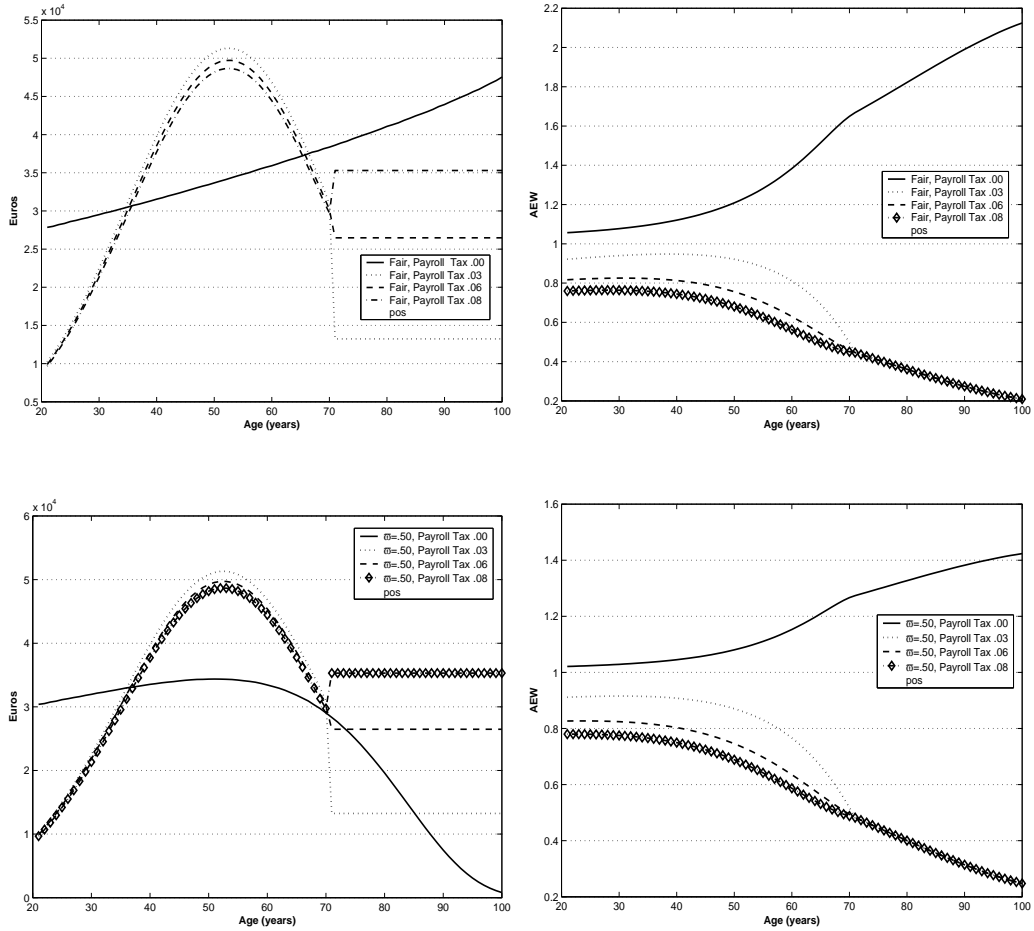 x 10^4
5.5
5
4.5
4
3.5
3
2.5
2
1.5
1
0.5
20 30 40 50 60 70 80 90 100
Euros
Age (years)
Fair, Payroll Tax .00
Fair, Payroll Tax .03
Fair, Payroll Tax .06
Fair, Payroll Tax .08
pos
2.2
2
1.8
1.6
1.4
1.2
1
0.8
0.6
0.4
0.2
20 30 40 50 60 70 80 90 100
AEW
Age (years)
Fair, Payroll Tax .00
Fair, Payroll Tax .03
Fair, Payroll Tax .06
Fair, Payroll Tax .08
pos
x 10^4
6
5
4
3
2
1
0
20 30 40 50 60 70 80 90 100
Euros
Age (years)
ϖ=.50, Payroll Tax .00
ϖ=.50, Payroll Tax .03
ϖ=.50, Payroll Tax .06
ϖ=.50, Payroll Tax .08
pos
1.6
1.4
1.2
1
0.8
0.6
0.4
0.2
20 30 40 50 60 70 80 90 100
AEW
Age (years)
ϖ=.50, Payroll Tax .00
ϖ=.50, Payroll Tax .03
ϖ=.50, Payroll Tax .06
ϖ=.50, Payroll Tax .08
pos